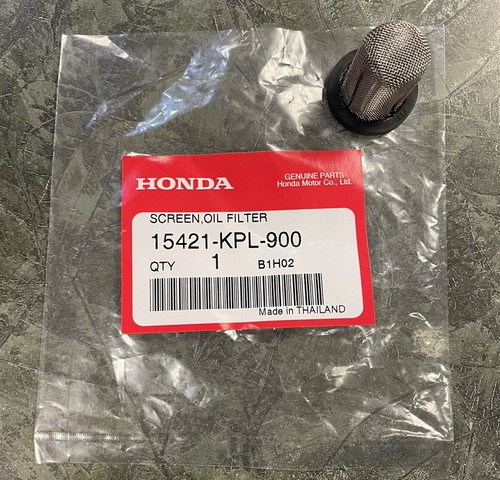 HONDA
GENUINE PARTS
Honda Motor Co., Ltd.
SCREEN,OIL FILTER
15421-KPL-900
QTY 1 B1H02
Made in THAILAND